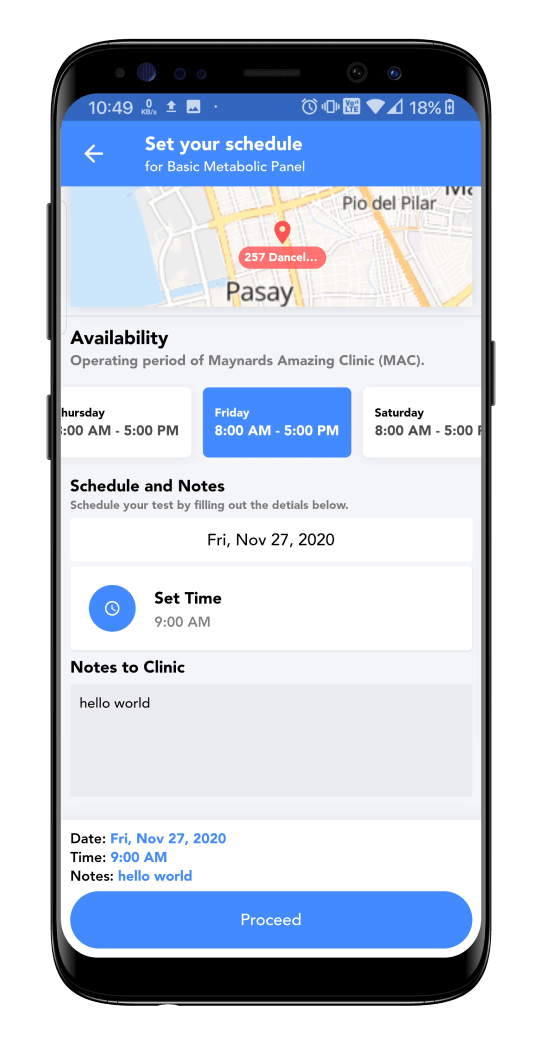 10:49 0 KB/s · Vo)) LTE 18%
Set your schedule
for Basic Metabolic Panel
Pio del Pilar
257 Dancel...
Pasay
Availability
Operating period of Maynards Amazing Clinic (MAC).
hursday Friday Saturday
:00 AM - 5:00 PM 8:00 AM - 5:00 PM 8:00 AM - 5:00
Schedule and Notes
Schedule your test by filling out the detials below.
Fri, Nov 27, 2020
Set Time
9:00 AM
Notes to Clinic
hello world
Date: Fri, Nov 27, 2020
Time: 9:00 AM
Notes: hello world
Proceed